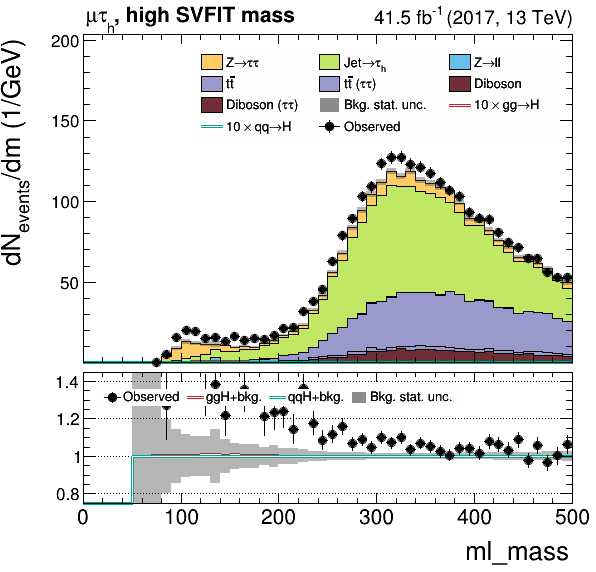 μτh, high SVFIT mass
41.5 fb⁻¹ (2017, 13 TeV)
dNevents/dm (1/GeV)
200
150
100
50
Z→ττ
Jet→τh
Z→ll
tt̄
tt̄ (ττ)
Diboson
Diboson (ττ)
Bkg. stat. unc.
10 × gg→H
10 × qq→H
Observed
1.4
1.2
1
0.8
Observed
ggH+bkg.
qqH+bkg.
Bkg. stat. unc.
0
100
200
300
400
500
ml_mass